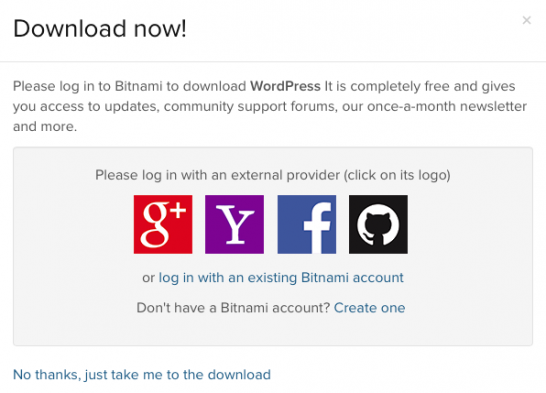 Download now!
×
Please log in to Bitnami to download WordPress It is completely free and gives
you access to updates, community support forums, our once-a-month newsletter
and more.
Please log in with an external provider (click on its logo)
g+ Y f
or log in with an existing Bitnami account
Don't have a Bitnami account? Create one
No thanks, just take me to the download